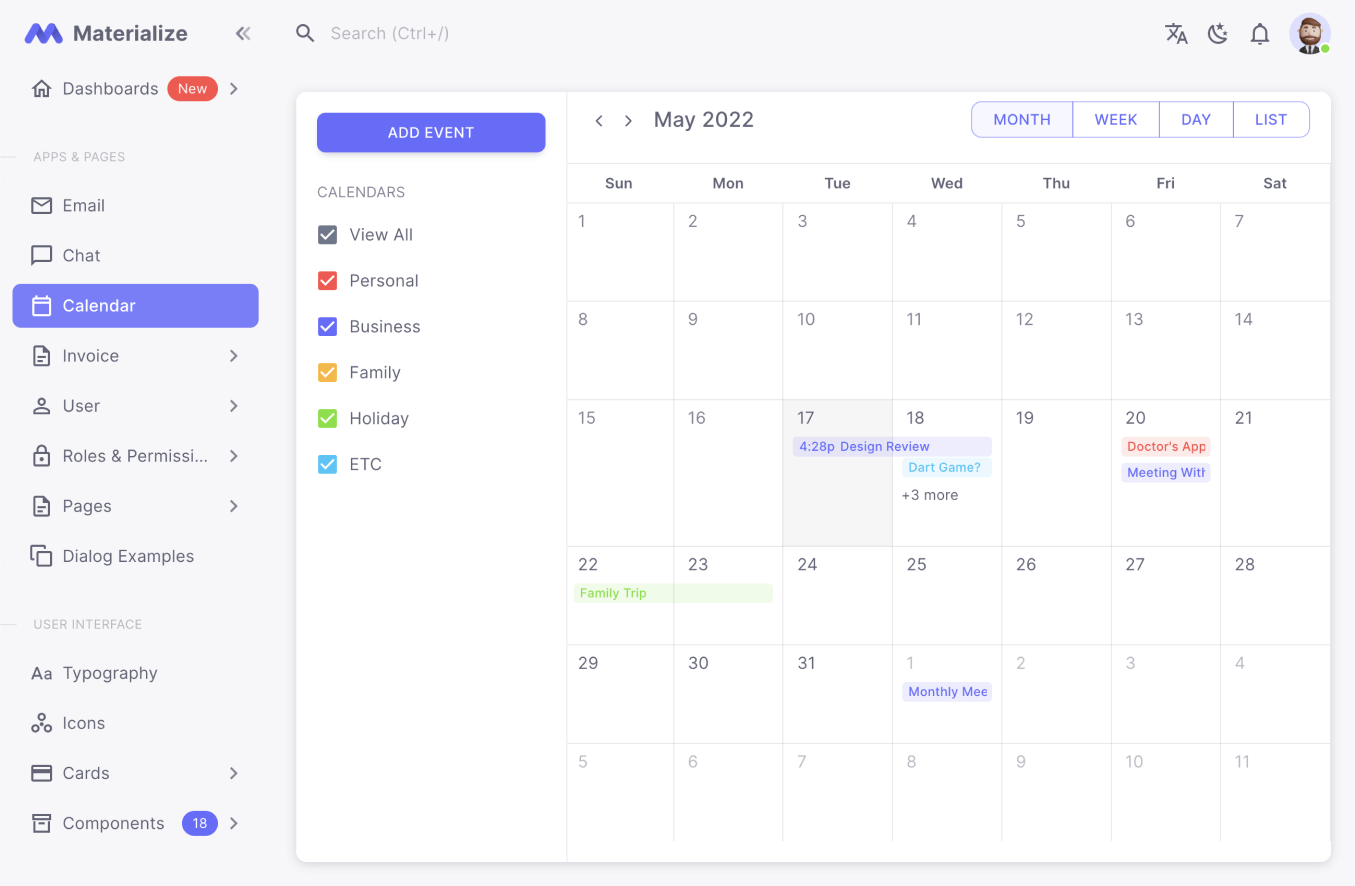 Materialize
Search (Ctrl+/)
Dashboards New
APPS & PAGES
Email
Chat
Calendar
Invoice
User
Roles & Permissi...
Pages
Dialog Examples
USER INTERFACE
Aa Typography
Icons
Cards
Components 18
ADD EVENT
CALENDARS
View All
Personal
Business
Family
Holiday
ETC
May 2022
MONTH WEEK DAY LIST
Sun Mon Tue Wed Thu Fri Sat
1 2 3 4 5 6 7
8 9 10 11 12 13 14
15 16 17 18 19 20 21
4:28p Design Review Doctor's App
Dart Game? Meeting With
+3 more
22 23 24 25 26 27 28
Family Trip
29 30 31 1 2 3 4
Monthly Mee
5 6 7 8 9 10 11